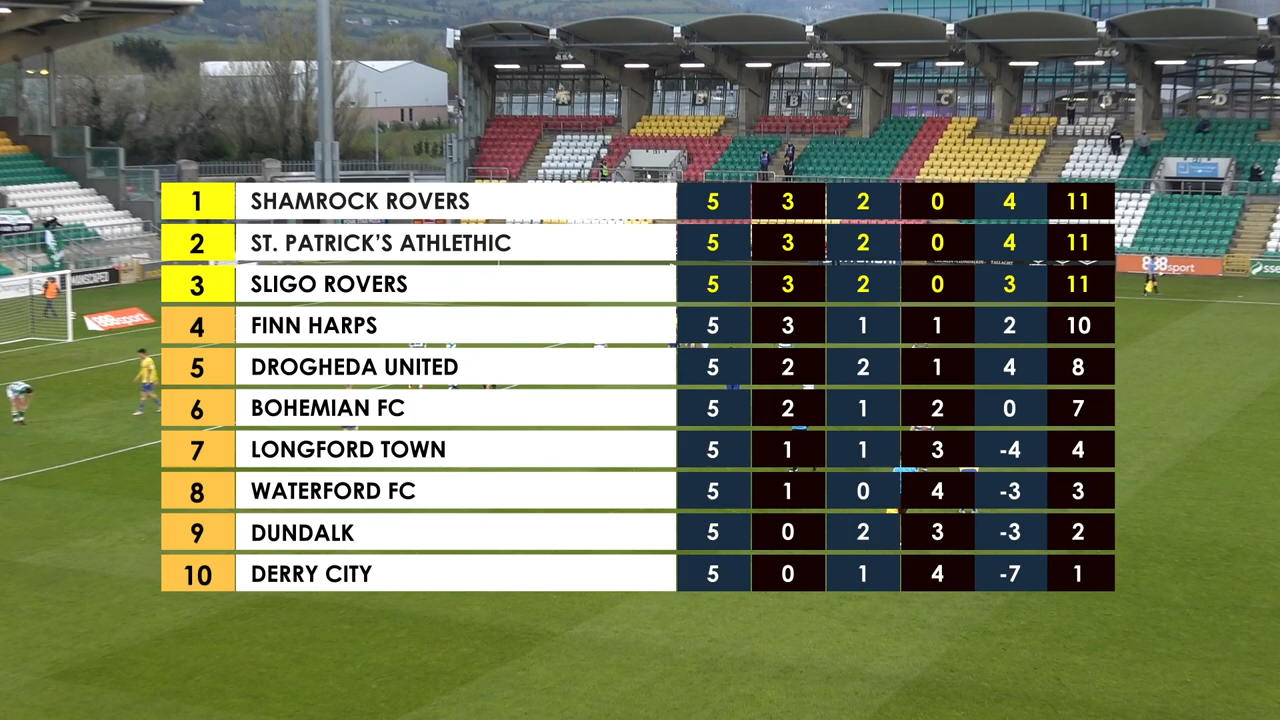 A B B C C D D
1 SHAMROCK ROVERS 5 3 2 0 4 11
2 ST. PATRICK'S ATHLETHIC 5 3 2 0 4 11
3 SLIGO ROVERS 5 3 2 0 3 11
888sport
4 FINN HARPS 5 3 1 1 2 10
888sport
5 DROGHEDA UNITED 5 2 2 1 4 8
6 BOHEMIAN FC 5 2 1 2 0 7
7 LONGFORD TOWN 5 1 1 3 -4 4
8 WATERFORD FC 5 1 0 4 -3 3
9 DUNDALK 5 0 2 3 -3 2
10 DERRY CITY 5 0 1 4 -7 1